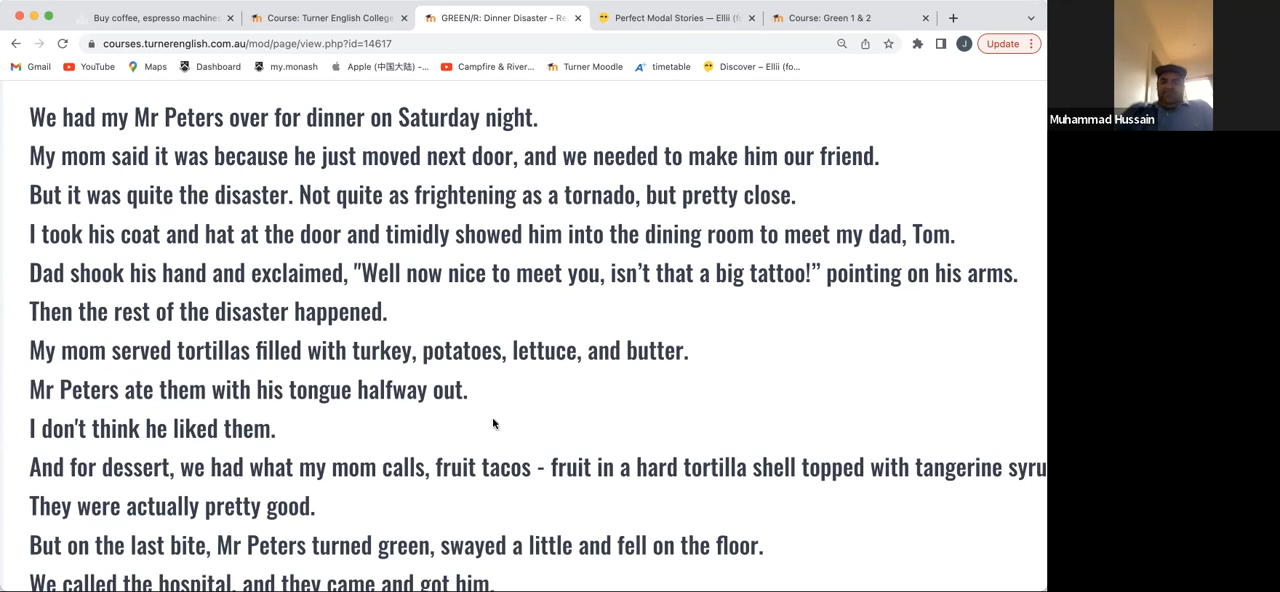 Buy coffee, espresso machine
Course: Turner English College
GREEN/R: Dinner Disaster - Re
Perfect Modal Stories — Ellii (f
Course: Green 1 & 2
courses.turnerenglish.com.au/mod/page/view.php?id=14617
J
Update
Gmail
YouTube
Maps
Dashboard
my.monash
Apple (中国大陆) -...
Campfire & River...
Turner Moodle
timetable
Discover – Ellii (fo...
Muhammad Hussain
We had my Mr Peters over for dinner on Saturday night.
My mom said it was because he just moved next door, and we needed to make him our friend.
But it was quite the disaster. Not quite as frightening as a tornado, but pretty close.
I took his coat and hat at the door and timidly showed him into the dining room to meet my dad, Tom.
Dad shook his hand and exclaimed, "Well now nice to meet you, isn’t that a big tattoo!” pointing on his arms.
Then the rest of the disaster happened.
My mom served tortillas filled with turkey, potatoes, lettuce, and butter.
Mr Peters ate them with his tongue halfway out.
I don't think he liked them.
And for dessert, we had what my mom calls, fruit tacos - fruit in a hard tortilla shell topped with tangerine syru
They were actually pretty good.
But on the last bite, Mr Peters turned green, swayed a little and fell on the floor.
We called the hospital, and they came and got him.